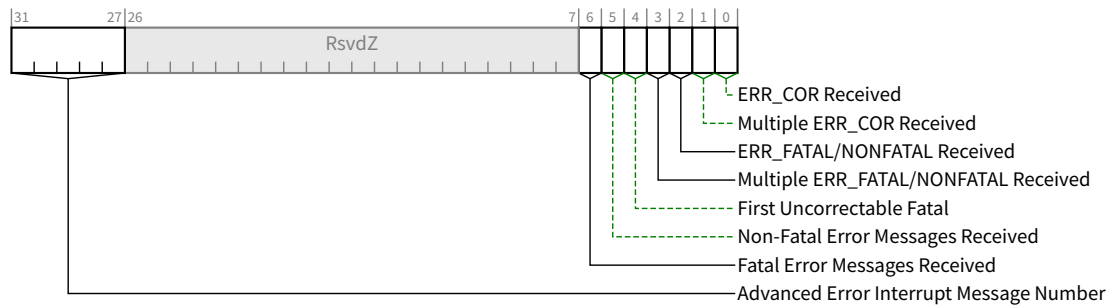 31 27 26 7 6 5 4 3 2 1 0
RsvdZ
ERR_COR Received
Multiple ERR_COR Received
ERR_FATAL/NONFATAL Received
Multiple ERR_FATAL/NONFATAL Received
First Uncorrectable Fatal
Non-Fatal Error Messages Received
Fatal Error Messages Received
Advanced Error Interrupt Message Number